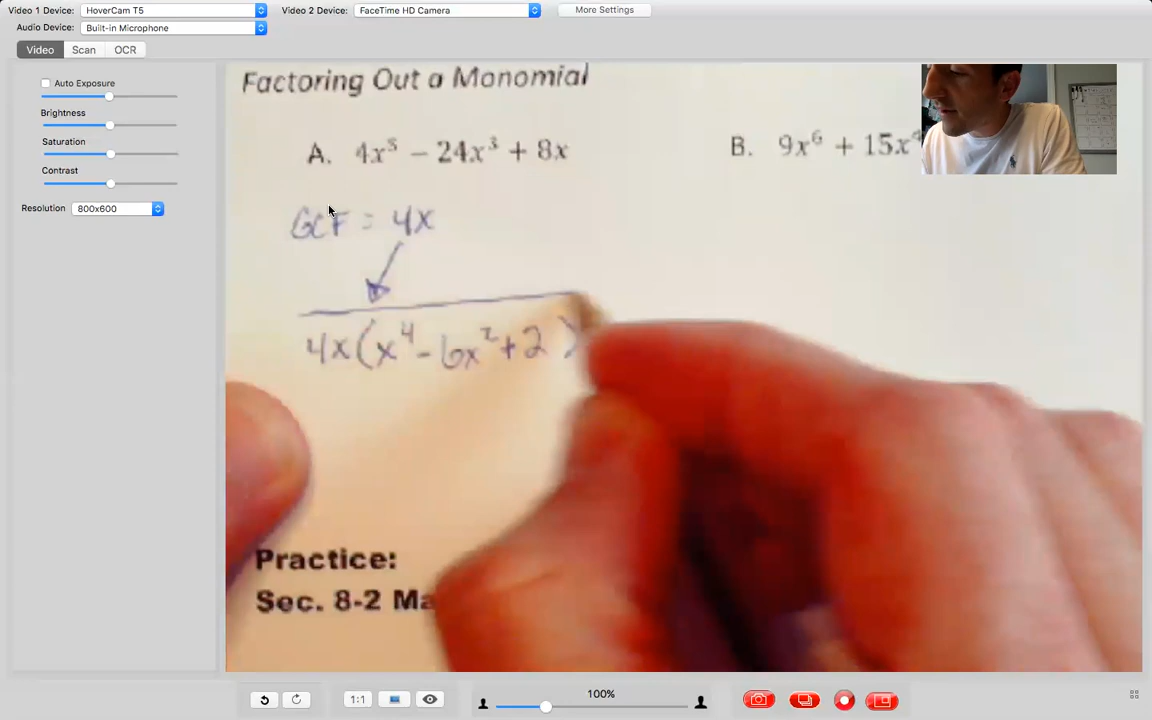 Video 1 Device: HoverCam T5 Video 2 Device: FaceTime HD Camera More Settings
Audio Device: Built-in Microphone
Video Scan OCR
Auto Exposure
Brightness
Saturation
Contrast
Resolution 800x600
Factoring Out a Monomial
A. 4x⁵ − 24x³ + 8x B. 9x⁶ + 15x⁴
GCF = 4x
4x(x⁴ - 6x² + 2)
Practice:
Sec. 8-2
1:1 100%